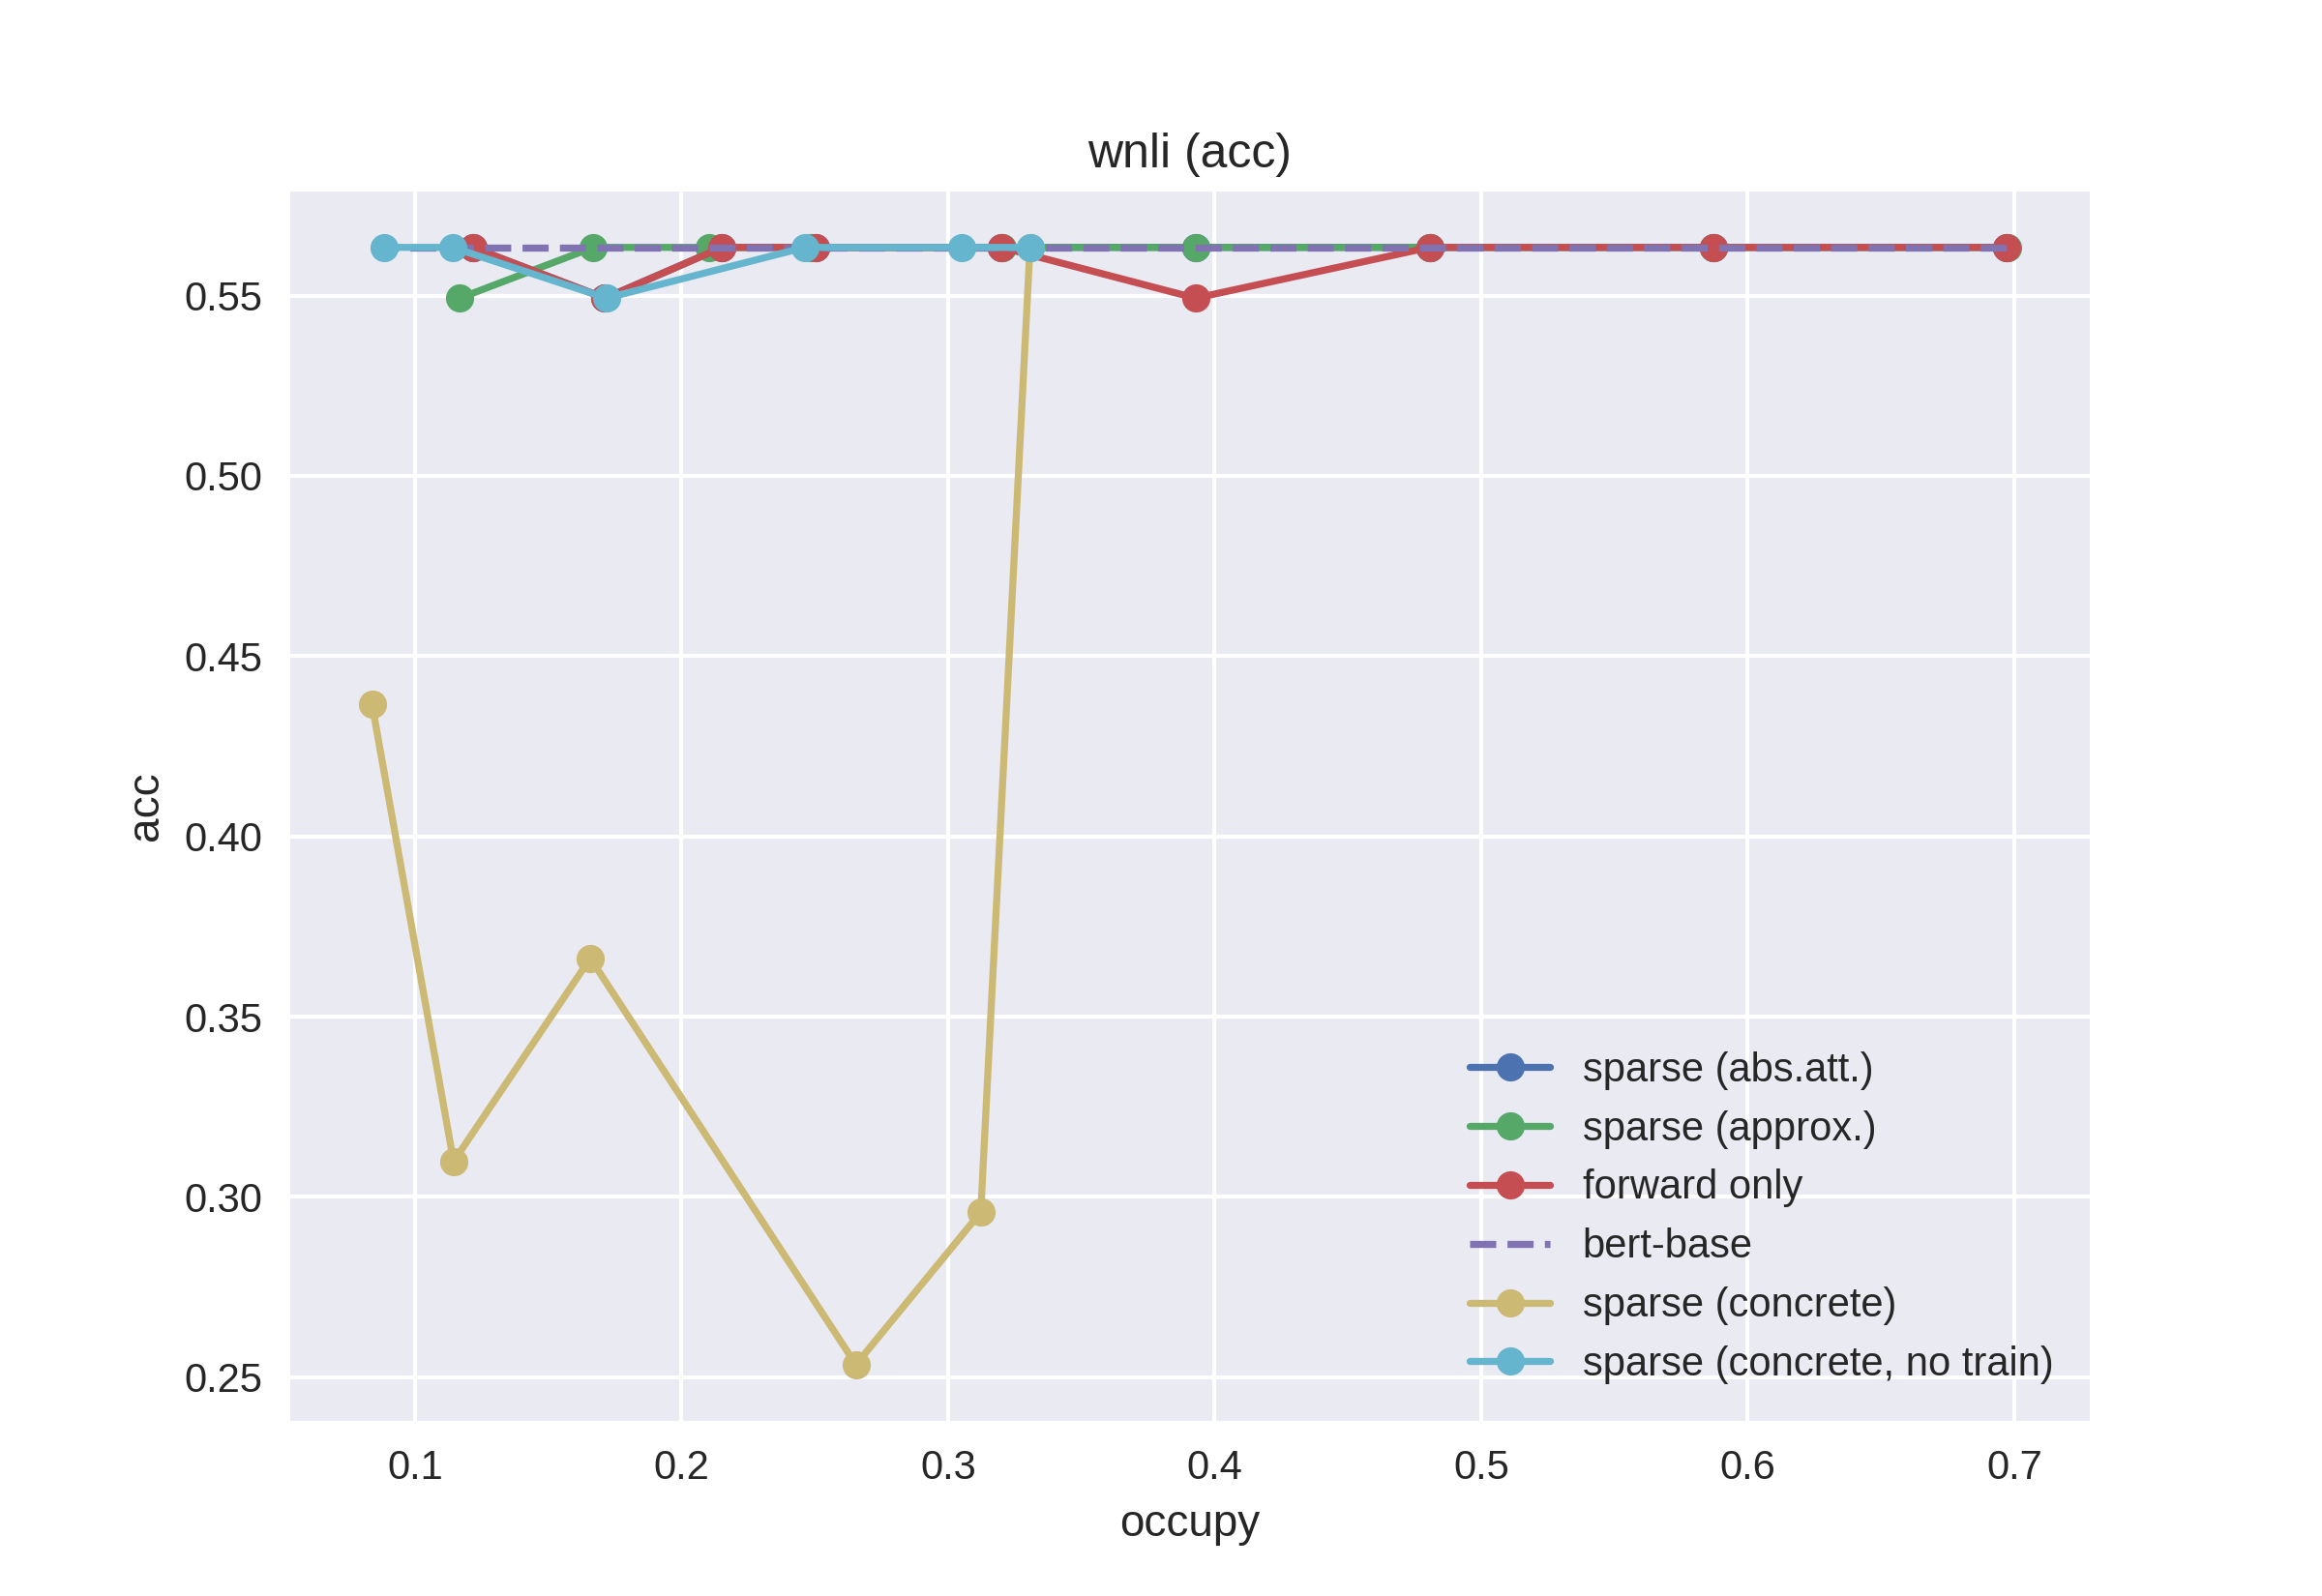 wnli (acc)
0.55
0.50
0.45
0.40
0.35
0.30
0.25
acc
sparse (abs.att.)
sparse (approx.)
forward only
bert-base
sparse (concrete)
sparse (concrete, no train)
0.1 0.2 0.3 0.4 0.5 0.6 0.7
occupy